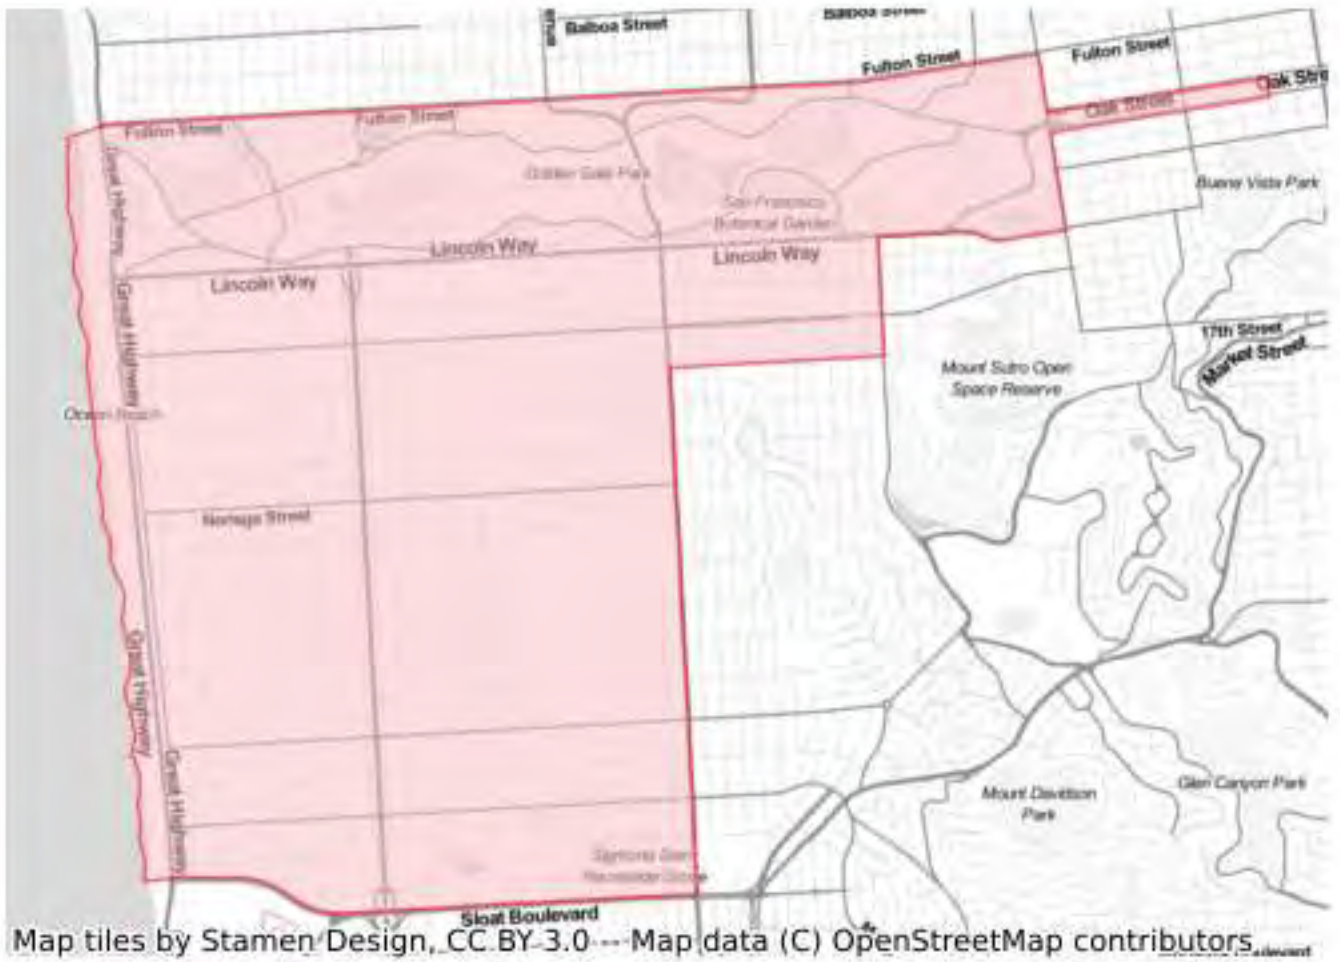 Balboa Street
Balboa Street
Fulton Street
Fulton Street
Oak Stre
Oak Street
Fulton Street
Fulton Street
Great Highway
Golden Gate Park
San Francisco
Botanical Garden
Buena Vista Park
Lincoln Way
Lincoln Way
Lincoln Way
Great Highway
17th Street
Market Street
Mount Sutro Open
Space Reserve
Ocean Beach
Noriega Street
Great Highway
Great Highway
Mount Davidson
Park
Glen Canyon Park
Sloat Boulevard
Map tiles by Stamen Design, CC BY 3.0 -- Map data (C) OpenStreetMap contributors